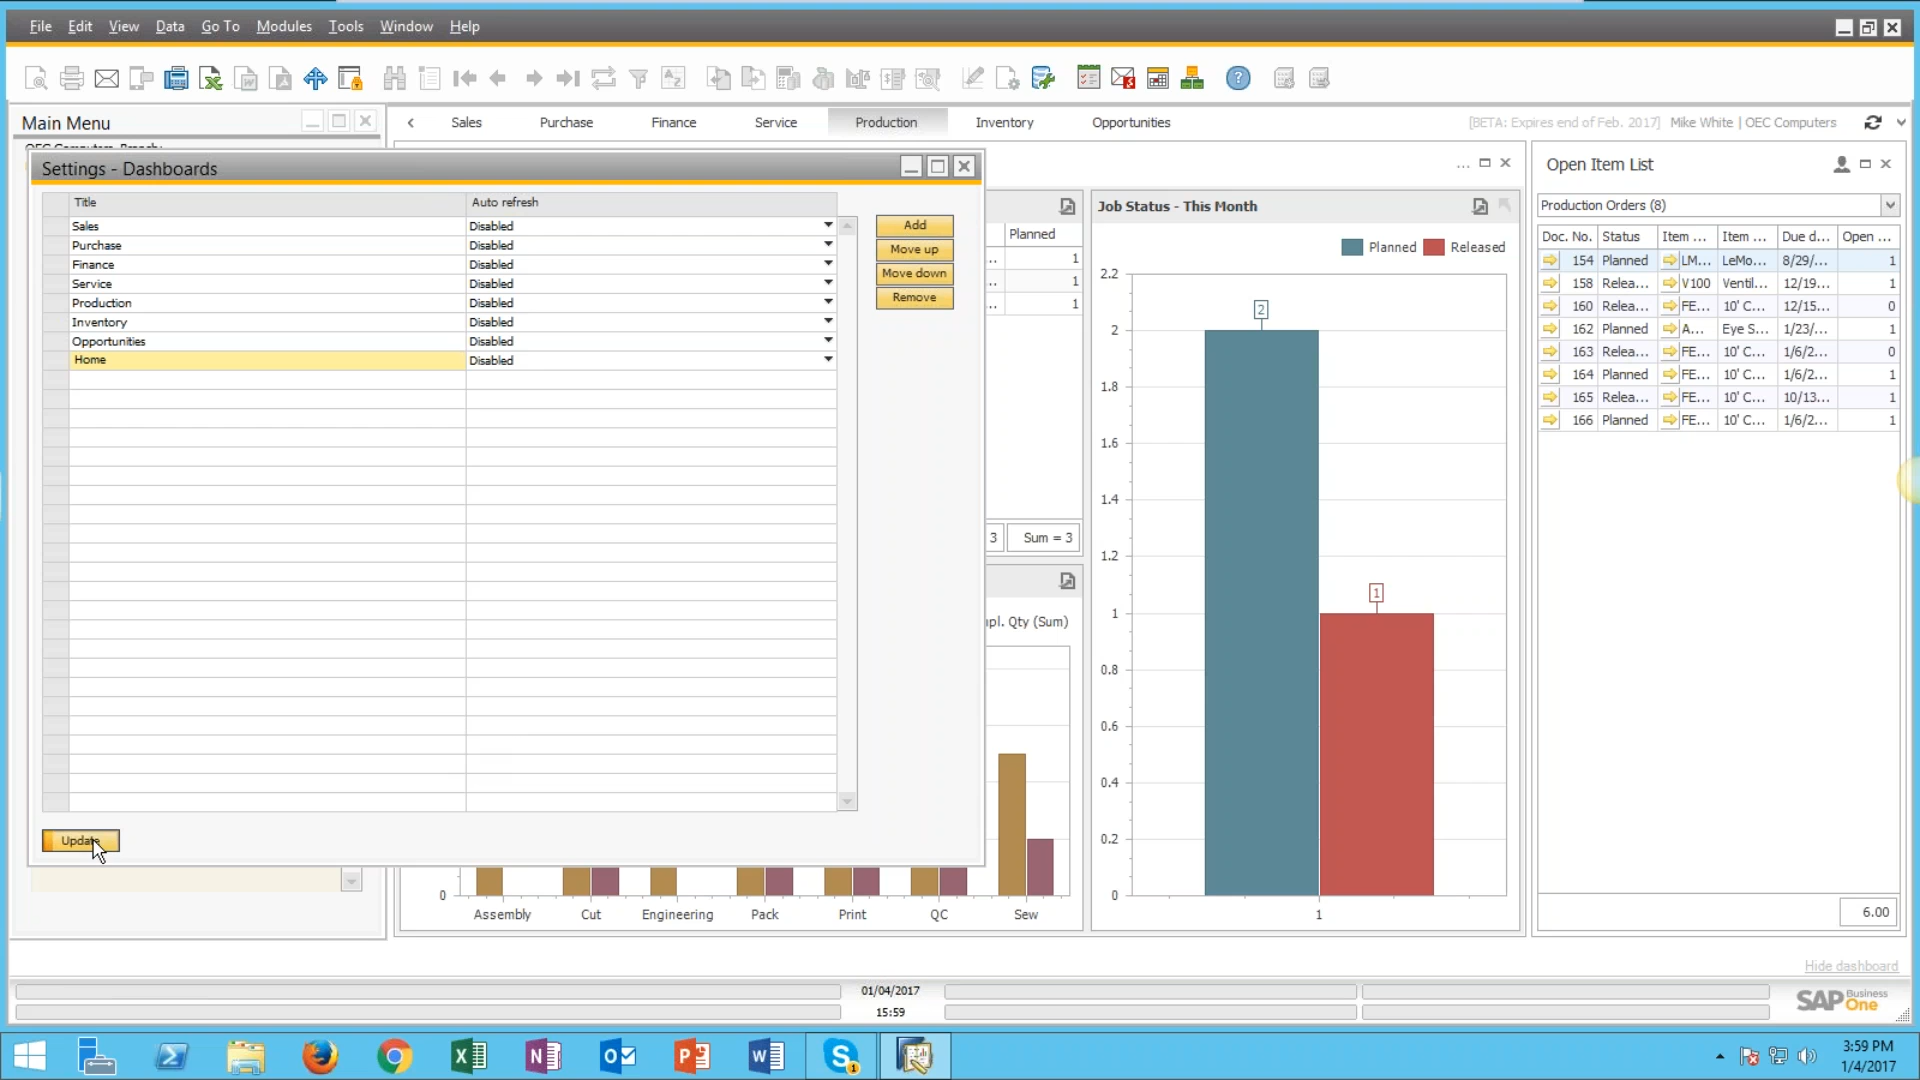 File Edit View Data Go To Modules Tools Window Help
Main Menu
Sales Purchase Finance Service Production Inventory Opportunities
[BETA: Expires end of Feb. 2017] Mike White | OEC Computers
Settings - Dashboards
Title Auto refresh
Sales Disabled
Purchase Disabled
Finance Disabled
Service Disabled
Production Disabled
Inventory Disabled
Opportunities Disabled
Home Disabled
Add
Move up
Move down
Remove
Update
Planned
.. 1
1
.. 1
3 Sum = 3
Qty (Sum)
0
Assembly Cut Engineering Pack Print QC Sew
Job Status - This Month
Planned Released
2.2
2
1.8
1.6
1.4
1.2
1
0.8
0.6
0.4
0.2
0
2
1
1
Open Item List
Production Orders (8)
Doc. No. Status Item ... Item ... Due d... Open ...
154 Planned LM... LeMo... 8/29/... 1
158 Relea... V100 Ventil... 12/19... 1
160 Relea... FE... 10' C... 12/15... 0
162 Planned A... Eye S... 1/23/... 1
163 Relea... FE... 10' C... 1/6/2... 0
164 Planned FE... 10' C... 1/6/2... 1
165 Relea... FE... 10' C... 10/13... 1
166 Planned FE... 10' C... 1/6/2... 1
6.00
Hide dashboard
01/04/2017
15:59
SAP Business One
3:59 PM
1/4/2017